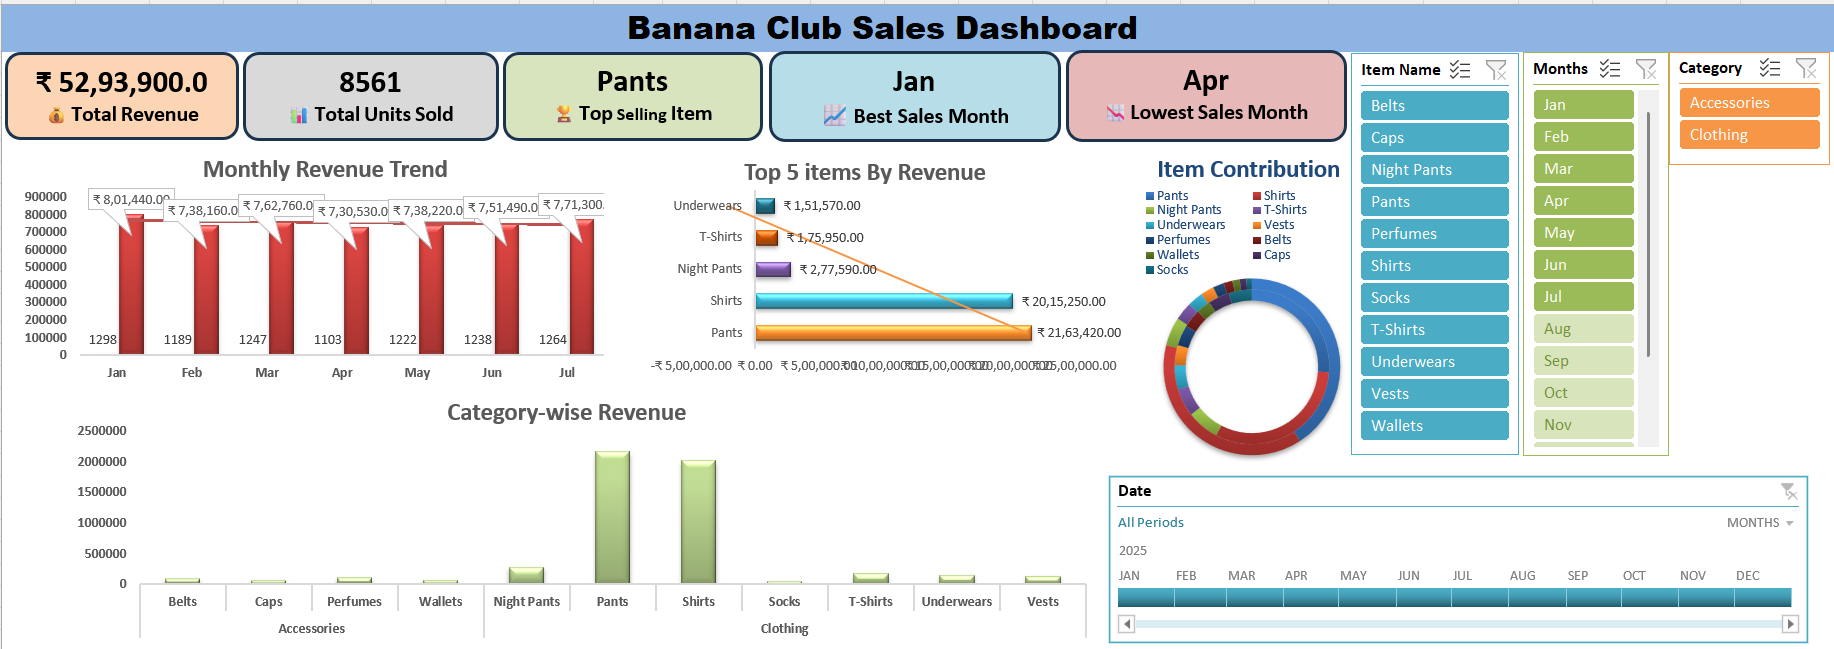 Banana Club Sales Dashboard
₹ 52,93,900.0
💰 Total Revenue
8561
📊 Total Units Sold
Pants
🏆 Top Selling Item
Jan
📈 Best Sales Month
Apr
📉 Lowest Sales Month
Item Name
Belts
Caps
Night Pants
Pants
Perfumes
Shirts
Socks
T-Shirts
Underwears
Vests
Wallets
Months
Jan
Feb
Mar
Apr
May
Jun
Jul
Aug
Sep
Oct
Nov
Category
Accessories
Clothing
Monthly Revenue Trend
900000
800000
700000
600000
500000
400000
300000
200000
100000
0
₹ 8,01,440.00
₹ 7,38,160.0
₹ 7,62,760.0
₹ 7,30,530.0
₹ 7,38,220.0
₹ 7,51,490.0
₹ 7,71,300.
1298 1189 1247 1103 1222 1238 1264
Jan Feb Mar Apr May Jun Jul
Top 5 items By Revenue
Underwears ₹ 1,51,570.00
T-Shirts ₹ 1,75,950.00
Night Pants ₹ 2,77,590.00
Shirts ₹ 20,15,250.00
Pants ₹ 21,63,420.00
-₹ 5,00,000.00 ₹ 0.00 ₹ 5,00,000.00 ₹ 10,00,000.00 ₹ 15,00,000.00 ₹ 20,00,000.00 ₹ 25,00,000.00
Item Contribution
Pants Shirts
Night Pants T-Shirts
Underwears Vests
Perfumes Belts
Wallets Caps
Socks
Category-wise Revenue
2500000
2000000
1500000
1000000
500000
0
Belts Caps Perfumes Wallets Night Pants Pants Shirts Socks T-Shirts Underwears Vests
Accessories Clothing
Date
All Periods MONTHS
2025
JAN FEB MAR APR MAY JUN JUL AUG SEP OCT NOV DEC